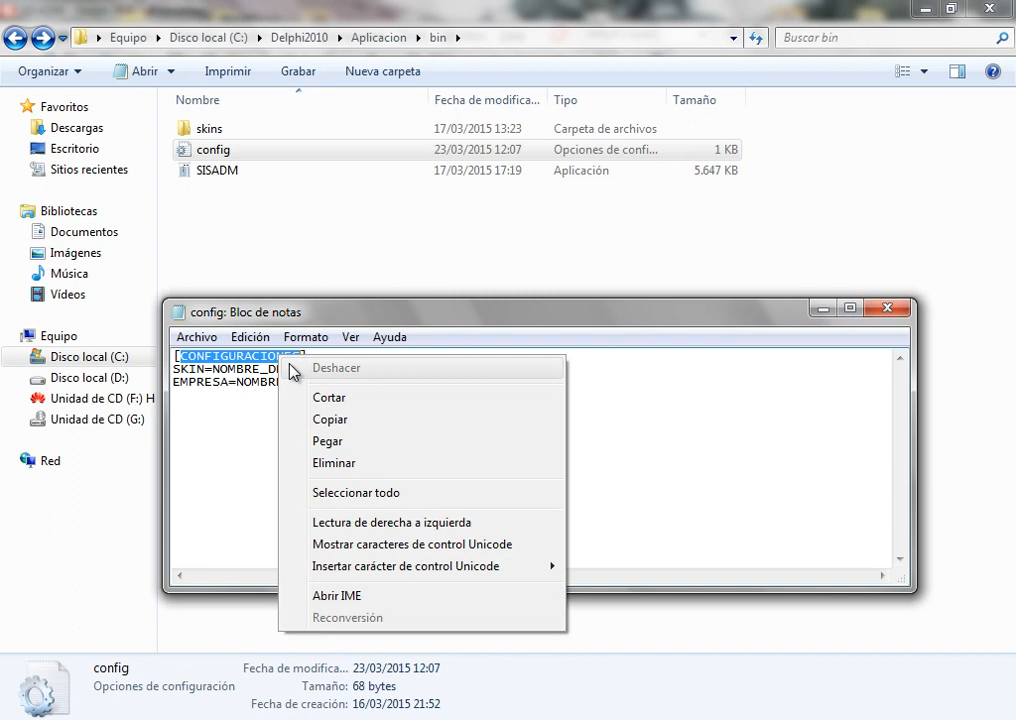 Equipo ▸ Disco local (C:) ▸ Delphi2010 ▸ Aplicacion ▸ bin ▸
Buscar bin
Organizar
Abrir
Imprimir
Grabar
Nueva carpeta
Favoritos
Descargas
Escritorio
Sitios recientes
Bibliotecas
Documentos
Imágenes
Música
Vídeos
Equipo
Disco local (C:)
Disco local (D:)
Unidad de CD (F:) H
Unidad de CD (G:)
Red
Nombre Fecha de modifica... Tipo Tamaño
skins 17/03/2015 13:23 Carpeta de archivos
config 23/03/2015 12:07 Opciones de confi... 1 KB
SISADM 17/03/2015 17:19 Aplicación 5.647 KB
config: Bloc de notas
Archivo Edición Formato Ver Ayuda
[CONFIGURACIONES]
SKIN=NOMBRE_DE
EMPRESA=NOMBRE
Deshacer
Cortar
Copiar
Pegar
Eliminar
Seleccionar todo
Lectura de derecha a izquierda
Mostrar caracteres de control Unicode
Insertar carácter de control Unicode
Abrir IME
Reconversión
config
Opciones de configuración
Fecha de modifica... 23/03/2015 12:07
Tamaño: 68 bytes
Fecha de creación: 16/03/2015 21:52